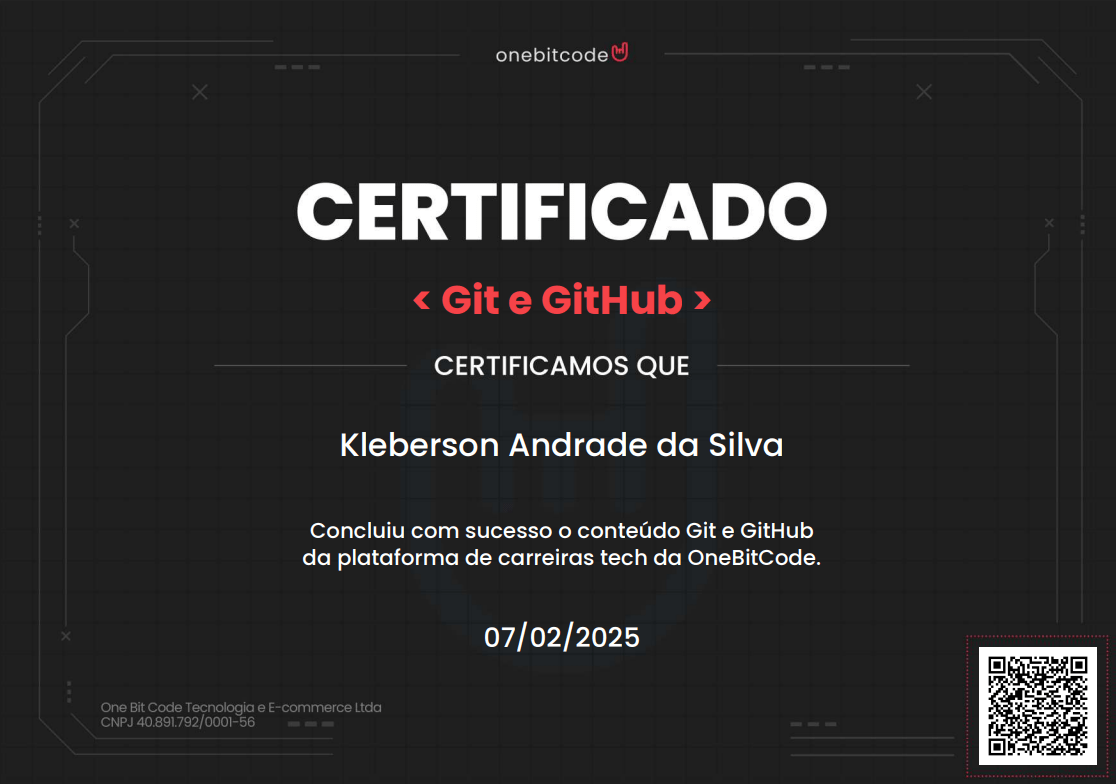 onebitcode
CERTIFICADO
< Git e GitHub >
CERTIFICAMOS QUE
Kleberson Andrade da Silva
Concluiu com sucesso o conteúdo Git e GitHub
da plataforma de carreiras tech da OneBitCode.
07/02/2025
One Bit Code Tecnologia e E-commerce Ltda
CNPJ 40.891.792/0001-56